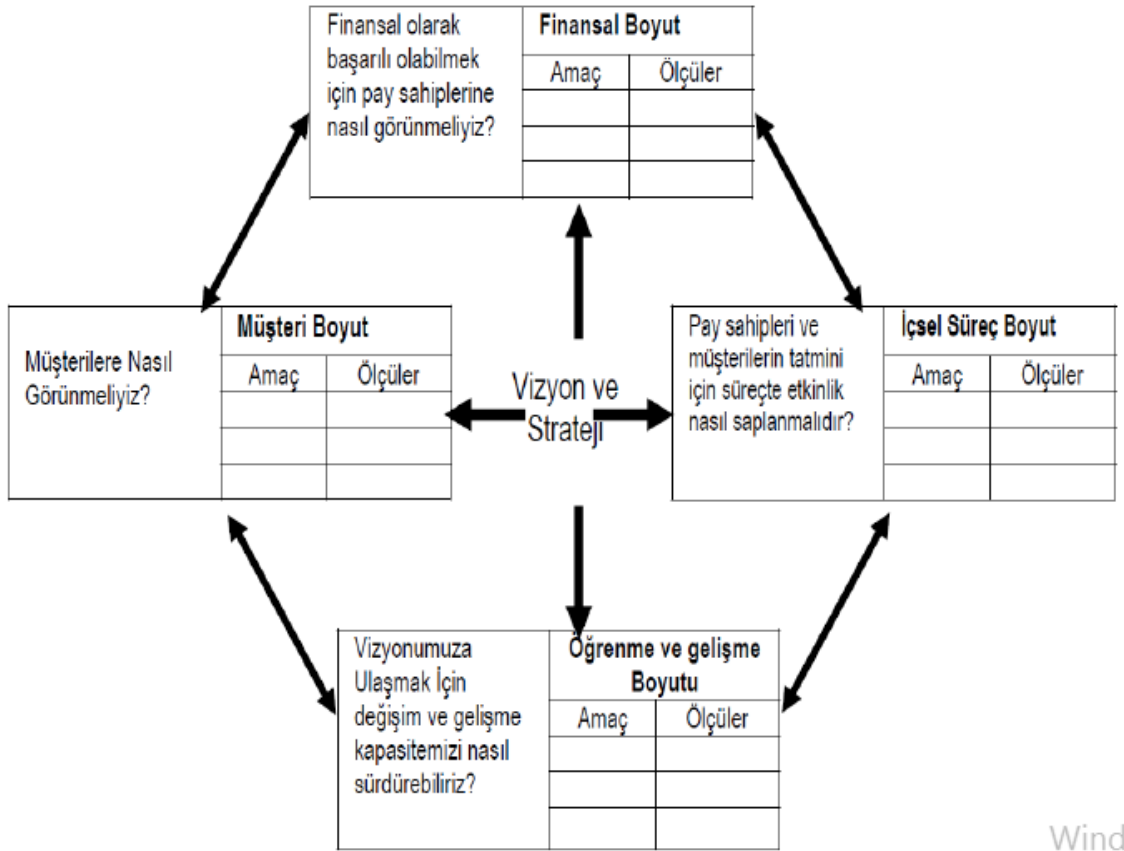 Finansal olarak
başarılı olabilmek
için pay sahiplerine
nasıl görünmeliyiz?
Finansal Boyut
Amaç Ölçüler
Müşterilere Nasıl
Görünmeliyiz?
Müşteri Boyut
Amaç Ölçüler
Vizyon ve
Strateji
Pay sahipleri ve
müşterilerin tatmini
için süreçte etkinlik
nasıl saplanmalıdır?
İçsel Süreç Boyut
Amaç Ölçüler
Vizyonumuza
Ulaşmak İçin
değişim ve gelişme
kapasitemizi nasıl
sürdürebiliriz?
Öğrenme ve gelişme
Boyutu
Amaç Ölçüler
Wind